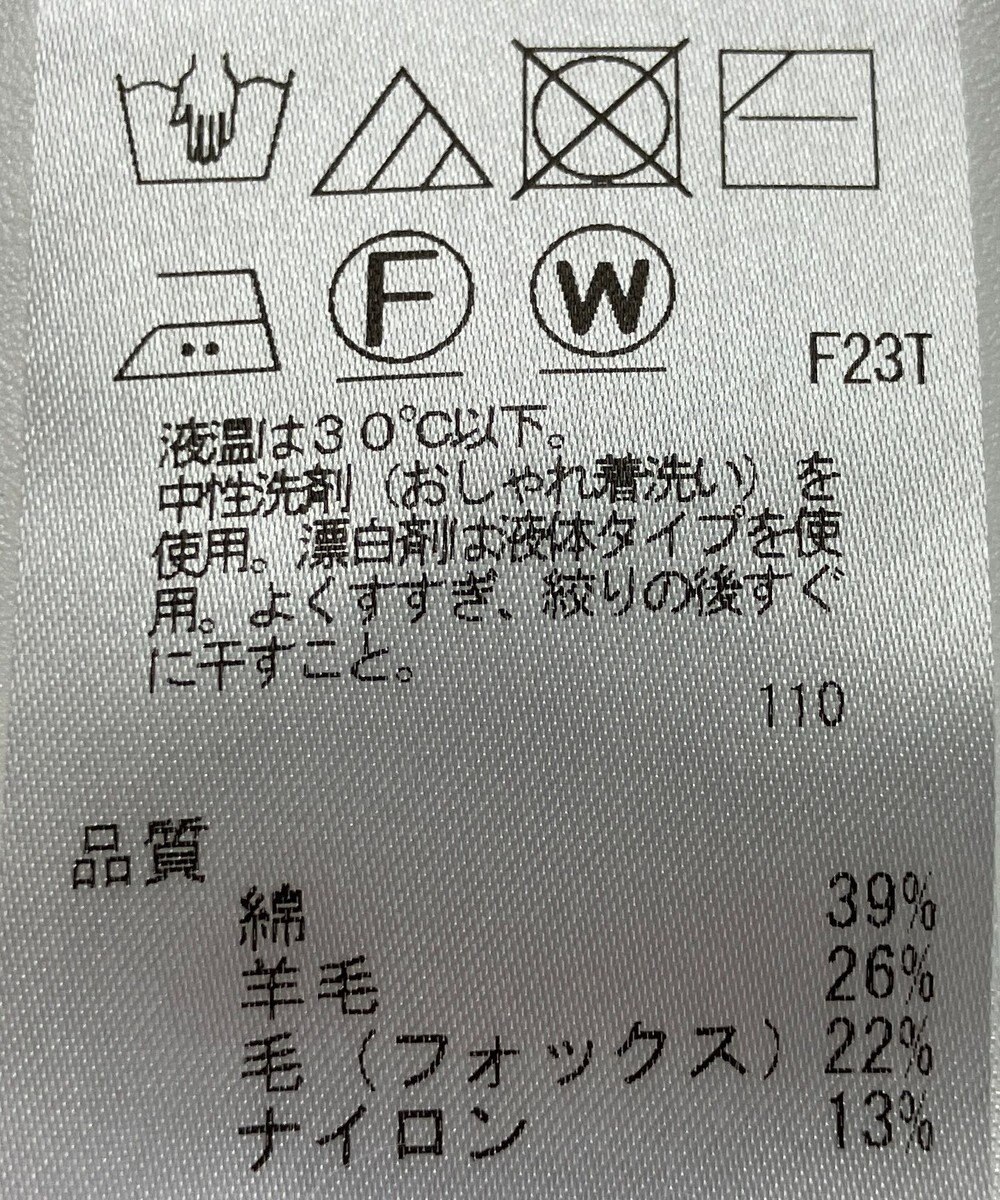 F W
F23T
液温は30℃以下。
中性洗剤（おしゃれ着洗い）を
使用。漂白剤は液体タイプを使
用。よくすすぎ、絞りの後すぐ
に干すこと。
110
品質
綿 39%
羊毛 26%
毛（フォックス）22%
ナイロン 13%